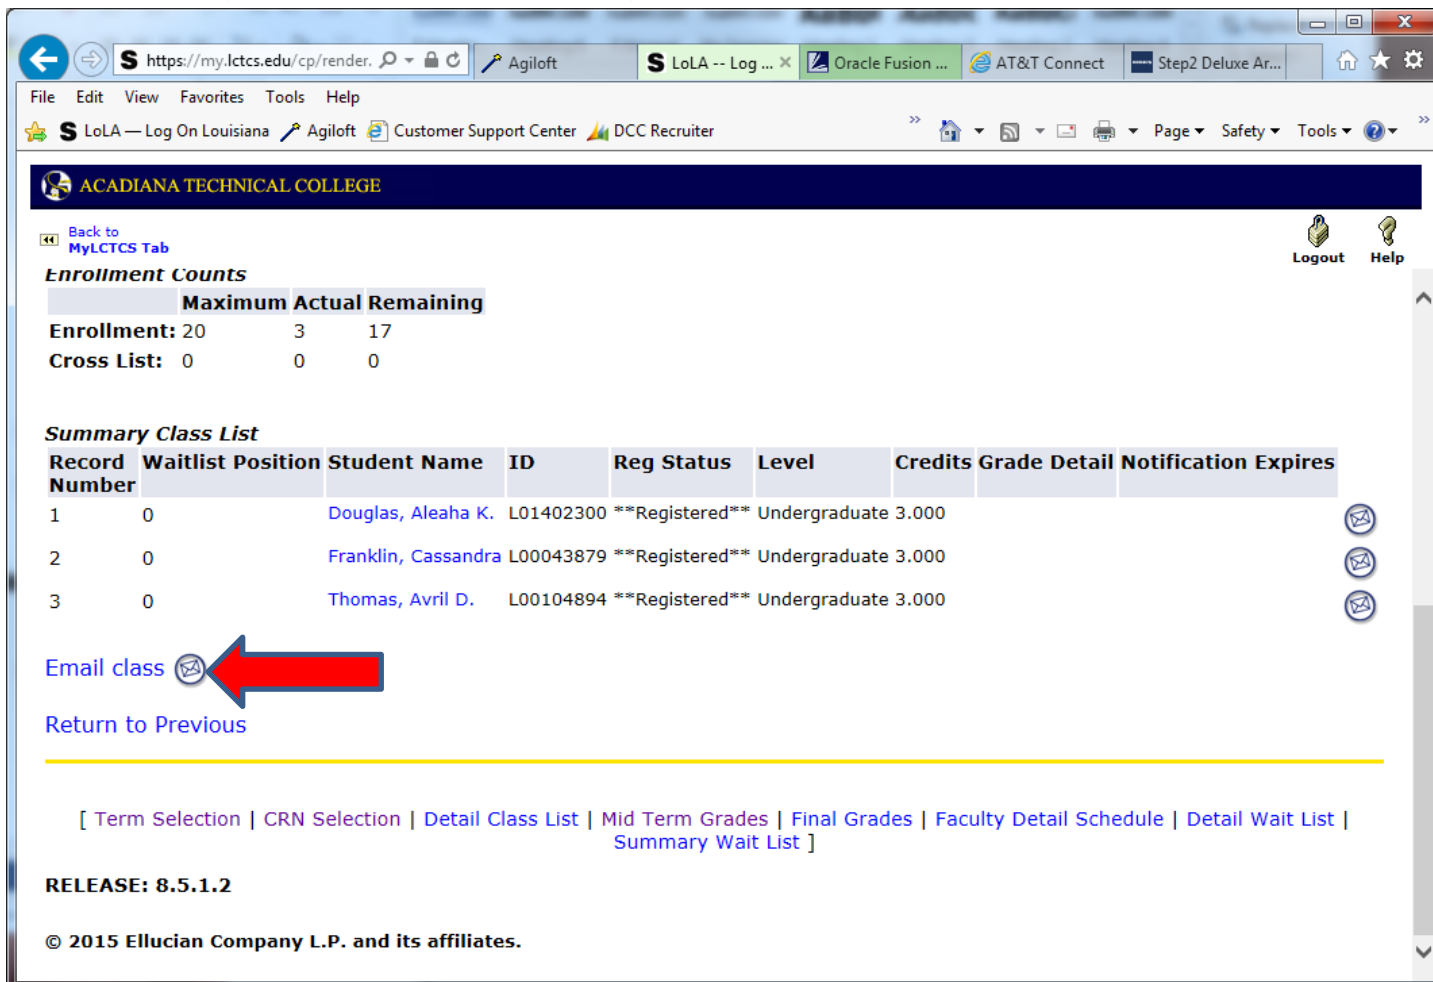 https://my.lctcs.edu/cp/render.
Agiloft
LoLA -- Log ...
Oracle Fusion ...
AT&T Connect
Step2 Deluxe Ar...
File Edit View Favorites Tools Help
LoLA — Log On Louisiana Agiloft Customer Support Center DCC Recruiter » Page Safety Tools »
ACADIANA TECHNICAL COLLEGE
Back to
MyLCTCS Tab
Logout Help
Enrollment Counts
Maximum Actual Remaining
Enrollment: 20 3 17
Cross List: 0 0 0
Summary Class List
Record Waitlist Position Student Name ID Reg Status Level Credits Grade Detail Notification Expires
Number
1 0 Douglas, Aleaha K. L01402300 **Registered** Undergraduate 3.000
2 0 Franklin, Cassandra L00043879 **Registered** Undergraduate 3.000
3 0 Thomas, Avril D. L00104894 **Registered** Undergraduate 3.000
Email class
Return to Previous
[ Term Selection | CRN Selection | Detail Class List | Mid Term Grades | Final Grades | Faculty Detail Schedule | Detail Wait List |
Summary Wait List ]
RELEASE: 8.5.1.2
© 2015 Ellucian Company L.P. and its affiliates.